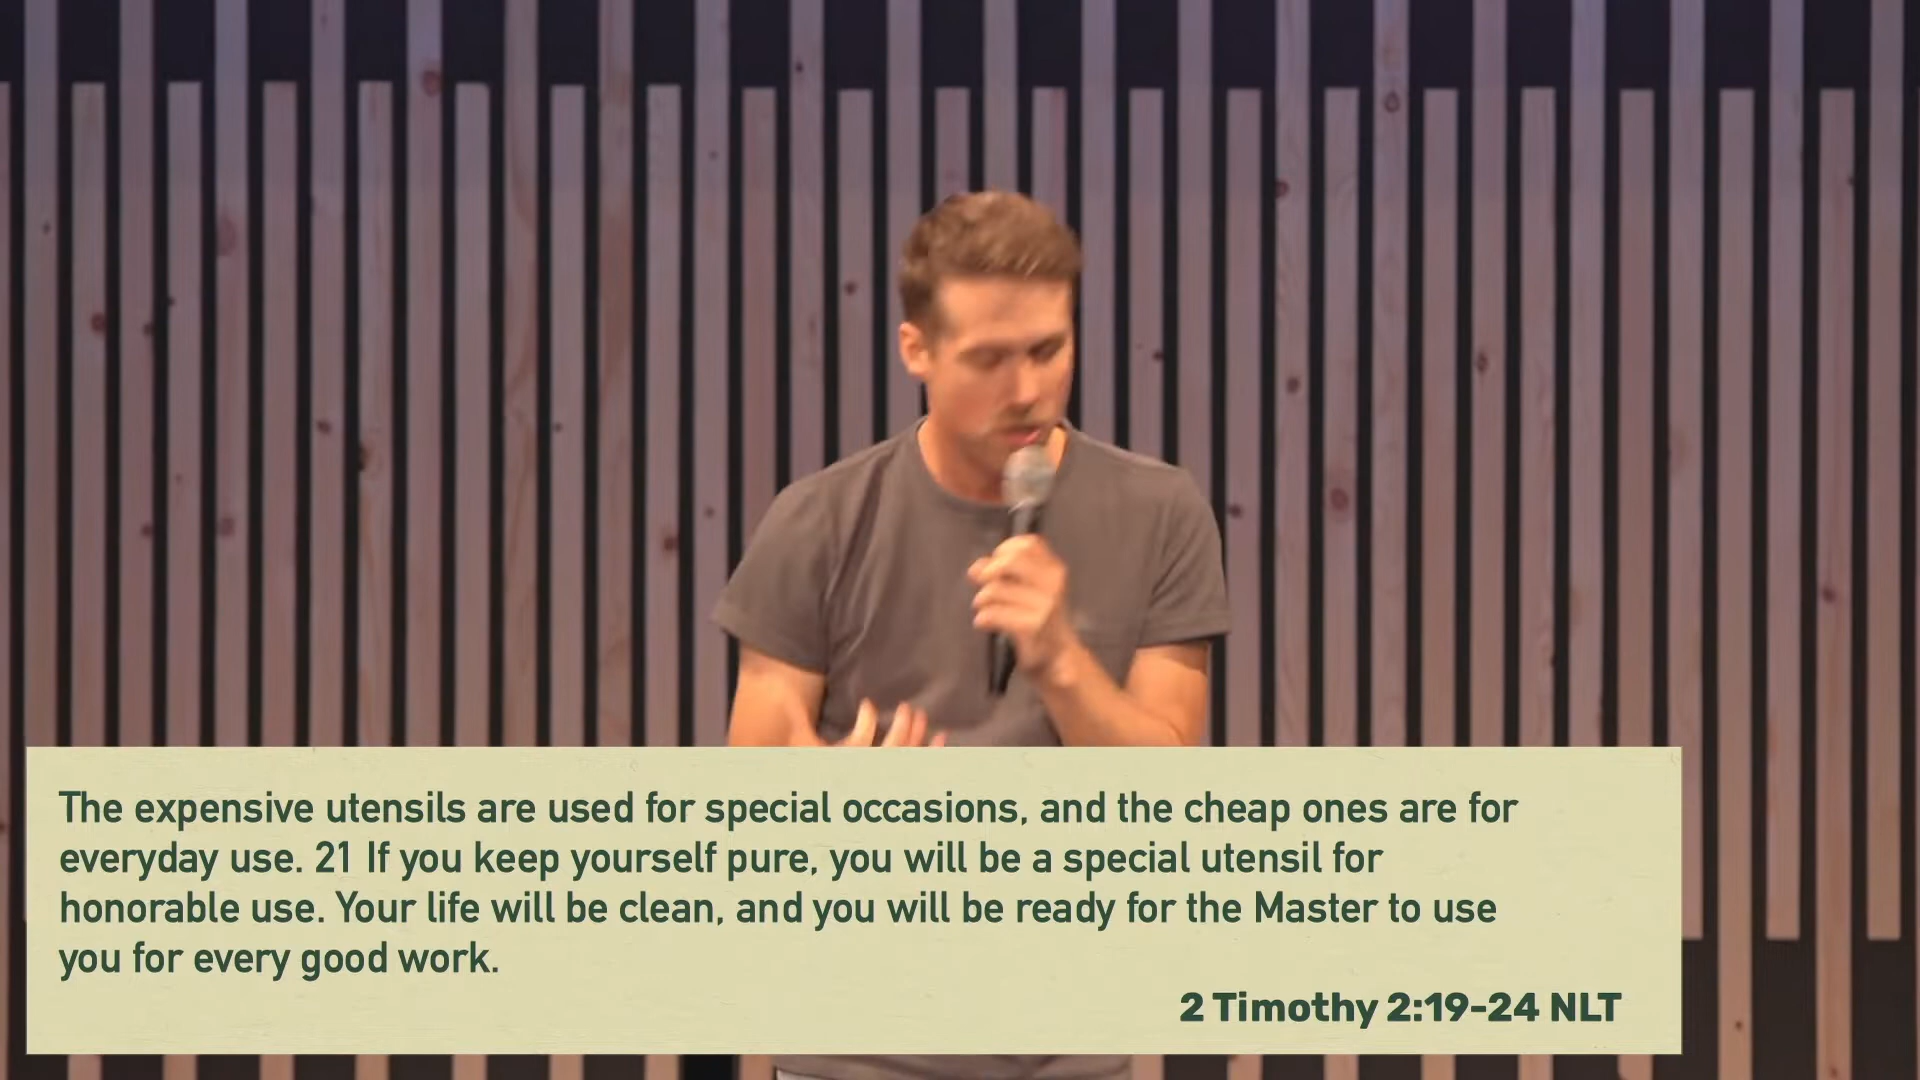 The expensive utensils are used for special occasions, and the cheap ones are for
everyday use. 21 If you keep yourself pure, you will be a special utensil for
honorable use. Your life will be clean, and you will be ready for the Master to use
you for every good work.
2 Timothy 2:19-24 NLT